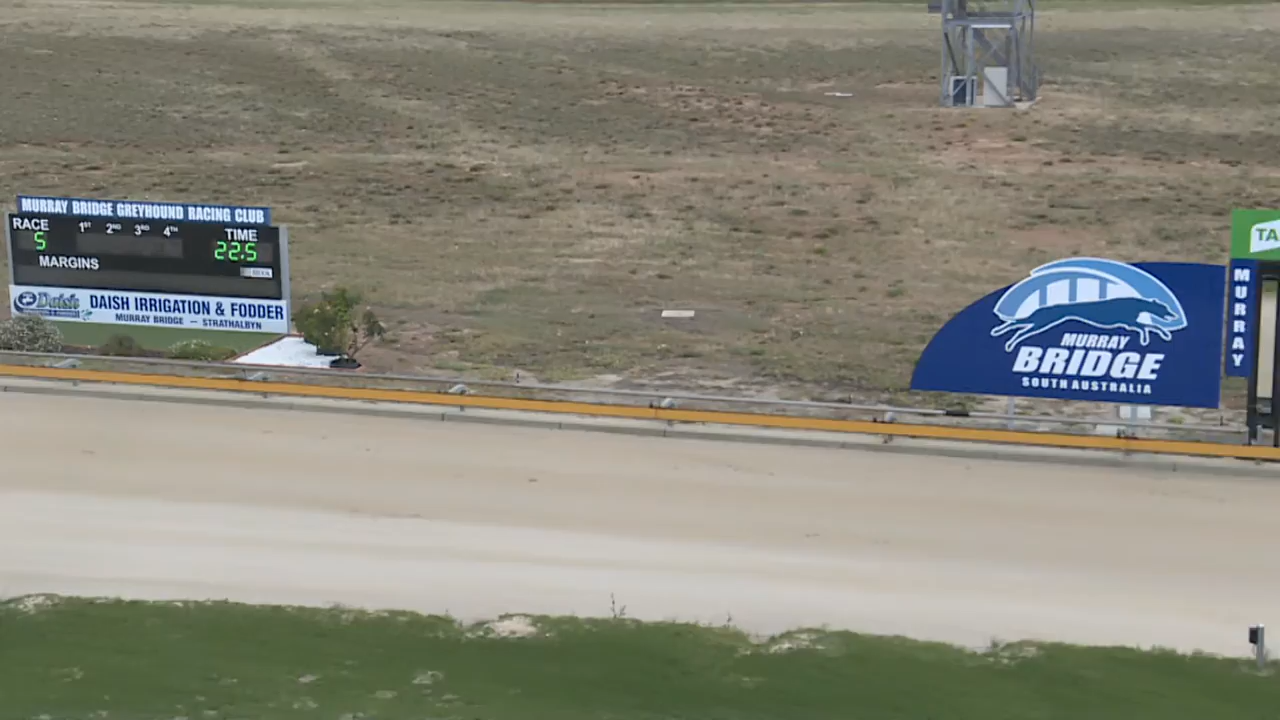 MURRAY BRIDGE GREYHOUND RACING CLUB
RACE 1ST 2ND 3RD 4TH TIME
5 22.5
MARGINS
Daish
DAISH IRRIGATION & FODDER
MURRAY BRIDGE — STRATHALBYN
MURRAY
BRIDGE
SOUTH AUSTRALIA
TA
MURRAY